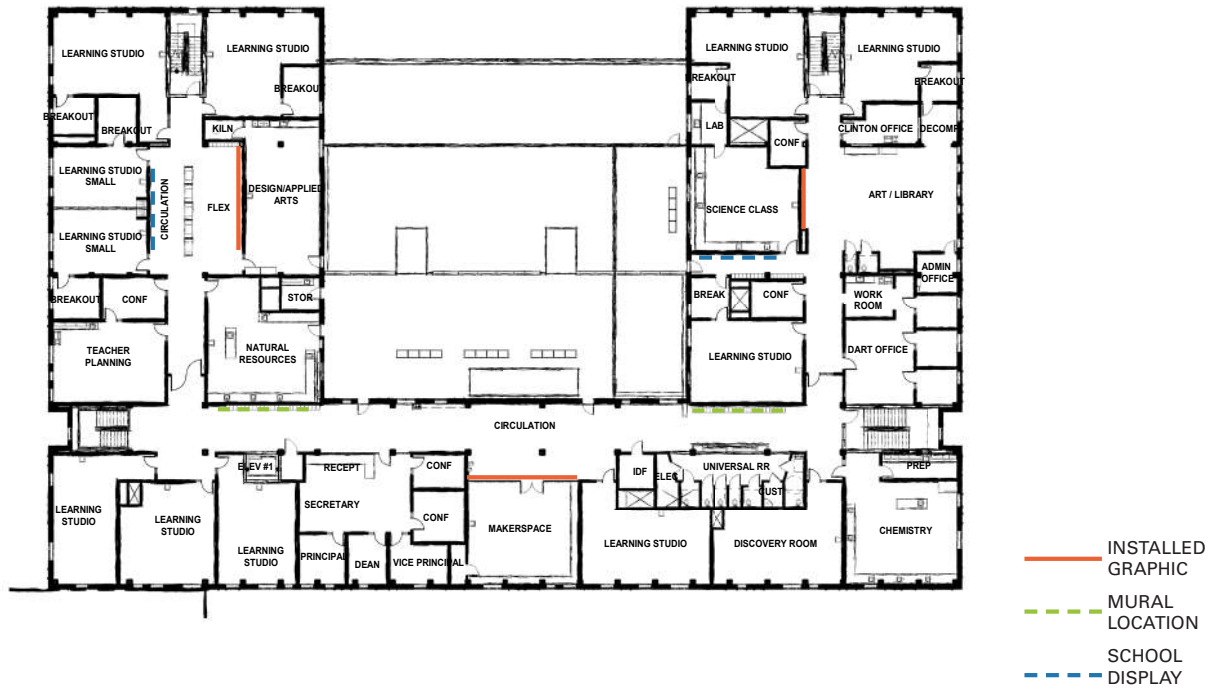 LEARNING STUDIO
LEARNING STUDIO
LEARNING STUDIO
LEARNING STUDIO
BREAKOUT
BREAKOUT
BREAKOUT
BREAKOUT
BREAKOUT
KILN
LAB
CONF
CLINTON OFFICE
DECOMP
LEARNING STUDIO
SMALL
CIRCULATION
FLEX
DESIGN/APPLIED
ARTS
SCIENCE CLASS
ART / LIBRARY
LEARNING STUDIO
SMALL
ADMIN
OFFICE
BREAKOUT
CONF
STOR
BREAK
CONF
WORK
ROOM
TEACHER
PLANNING
NATURAL
RESOURCES
LEARNING STUDIO
DART OFFICE
CIRCULATION
ELEV #1
RECEPT
CONF
IDF
ELEC
UNIVERSAL RR
PREP
CUST
LEARNING
STUDIO
LEARNING
STUDIO
SECRETARY
CONF
MAKERSPACE
LEARNING STUDIO
DISCOVERY ROOM
CHEMISTRY
LEARNING
STUDIO
PRINCIPAL
DEAN
VICE PRINCIPAL
INSTALLED
GRAPHIC
MURAL
LOCATION
SCHOOL
DISPLAY